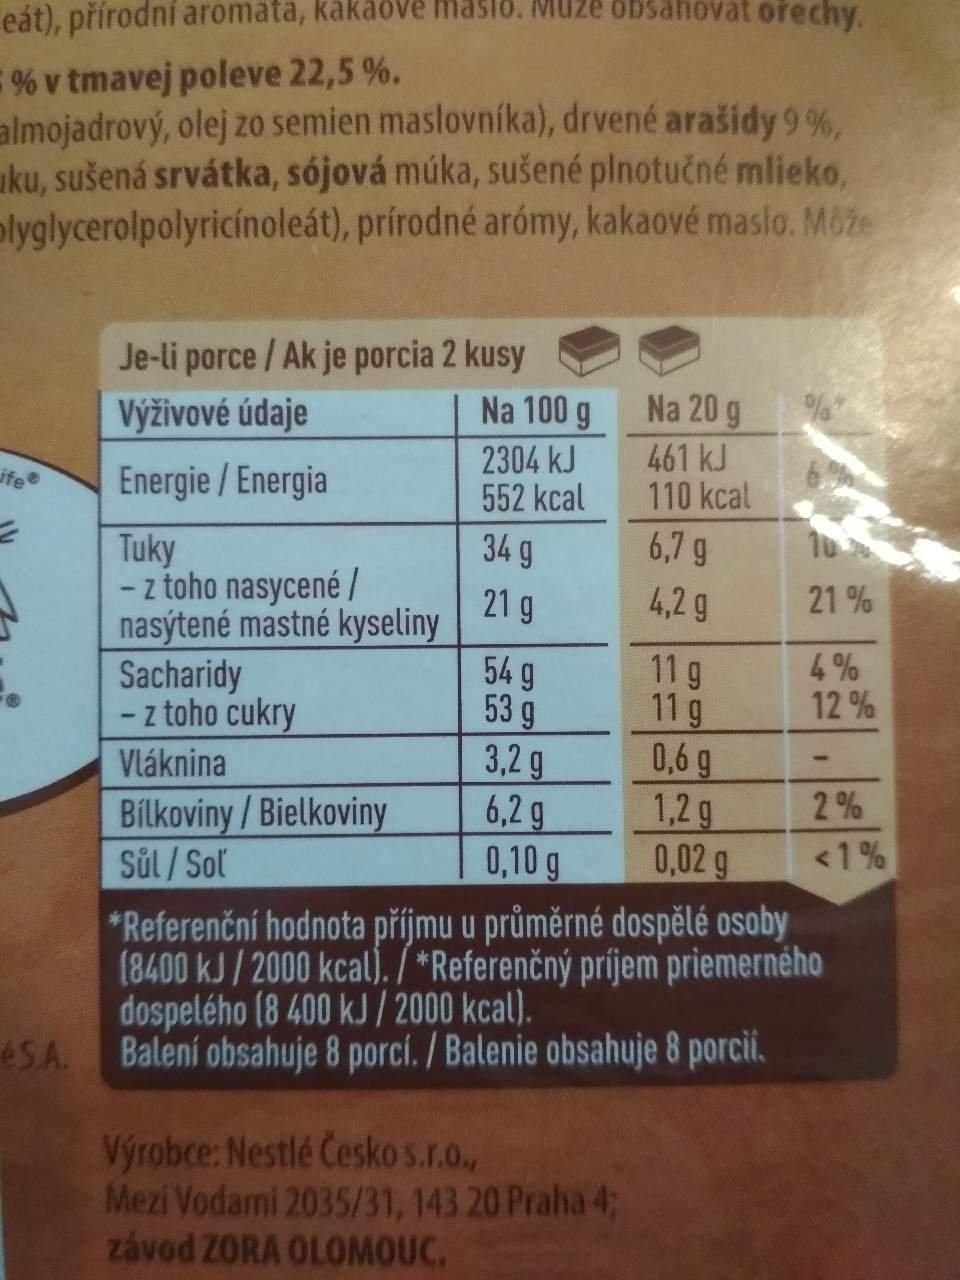 eát), přírodní aromata, kakaové máslo. Může obsahovat ořechy.
% v tmavej poleve 22,5 %.
almojadrový, olej zo semien maslovníka), drvené arašidy 9 %,
uku, sušená srvátka, sójová múka, sušené plnotučné mlieko,
olyglycerolpolyricínoleát), prírodné arómy, kakaové maslo. Môže
Je-li porce / Ak je porcia 2 kusy
Výživové údaje Na 100 g Na 20 g %*
Energie / Energia 2304 kJ 461 kJ 6 %
552 kcal 110 kcal
Tuky 34 g 6,7 g 10 %
– z toho nasycené /
nasýtené mastné kyseliny 21 g 4,2 g 21 %
Sacharidy 54 g 11 g 4 %
– z toho cukry 53 g 11 g 12 %
Vláknina 3,2 g 0,6 g –
Bílkoviny / Bielkoviny 6,2 g 1,2 g 2 %
Sůl / Soľ 0,10 g 0,02 g < 1 %
*Referenční hodnota příjmu u průměrné dospělé osoby
(8400 kJ / 2000 kcal). / *Referenčný príjem priemerného
dospelého (8 400 kJ / 2000 kcal).
Balení obsahuje 8 porcí. / Balenie obsahuje 8 porcií.
ife®
®
é S.A.
Výrobce: Nestlé Česko s.r.o.,
Mezi Vodami 2035/31, 143 20 Praha 4;
závod ZORA OLOMOUC.